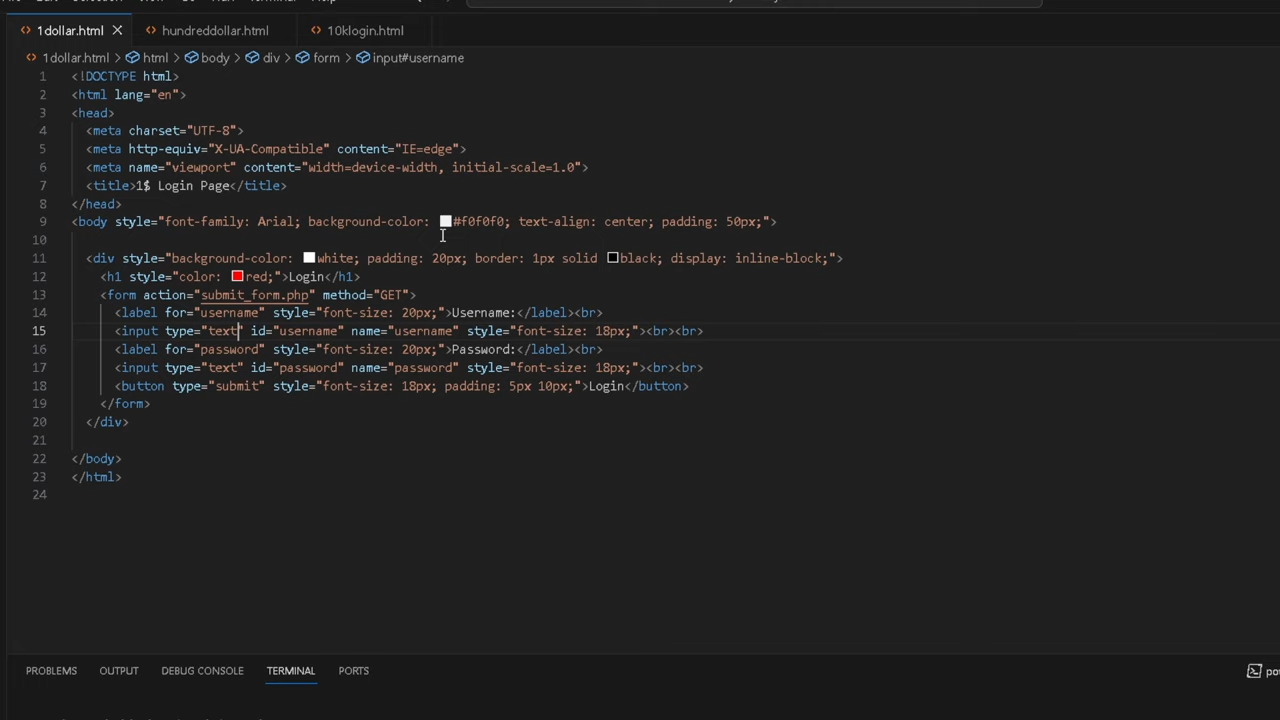 1dollar.html
hundreddollar.html
10klogin.html
1dollar.html > html > body > div > form > input#username
1 <!DOCTYPE html>
2 <html lang="en">
3 <head>
4 <meta charset="UTF-8">
5 <meta http-equiv="X-UA-Compatible" content="IE=edge">
6 <meta name="viewport" content="width=device-width, initial-scale=1.0">
7 <title>1$ Login Page</title>
8 </head>
9 <body style="font-family: Arial; background-color: #f0f0f0; text-align: center; padding: 50px;">
10
11 <div style="background-color: white; padding: 20px; border: 1px solid black; display: inline-block;">
12 <h1 style="color: red;">Login</h1>
13 <form action="submit_form.php" method="GET">
14 <label for="username" style="font-size: 20px;">Username:</label><br>
15 <input type="text" id="username" name="username" style="font-size: 18px;"><br><br>
16 <label for="password" style="font-size: 20px;">Password:</label><br>
17 <input type="text" id="password" name="password" style="font-size: 18px;"><br><br>
18 <button type="submit" style="font-size: 18px; padding: 5px 10px;">Login</button>
19 </form>
20 </div>
21
22 </body>
23 </html>
24
PROBLEMS OUTPUT DEBUG CONSOLE TERMINAL PORTS